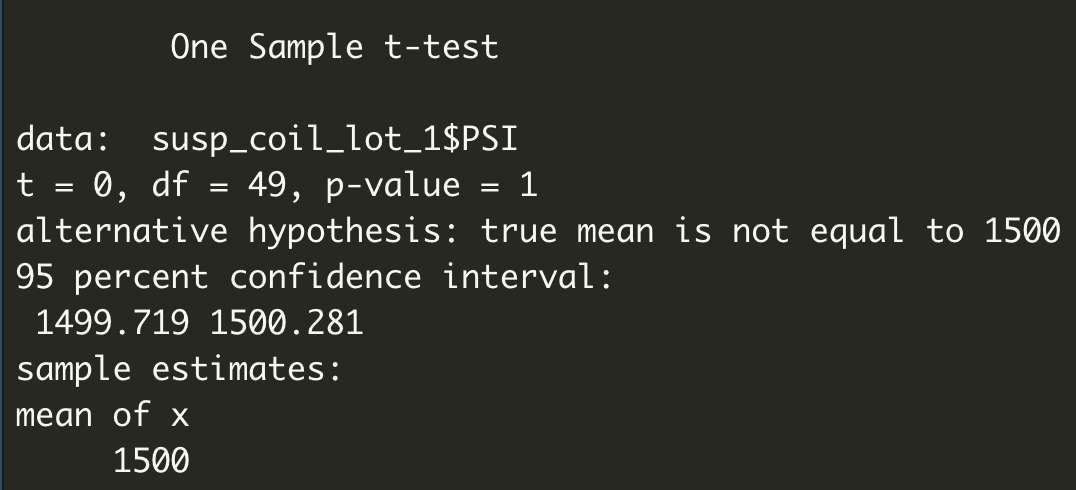 One Sample t-test
data:  susp_coil_lot_1$PSI
t = 0, df = 49, p-value = 1
alternative hypothesis: true mean is not equal to 1500
95 percent confidence interval:
1499.719 1500.281
sample estimates:
mean of x
1500